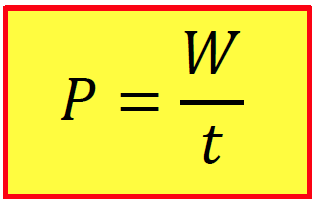 P = W/t